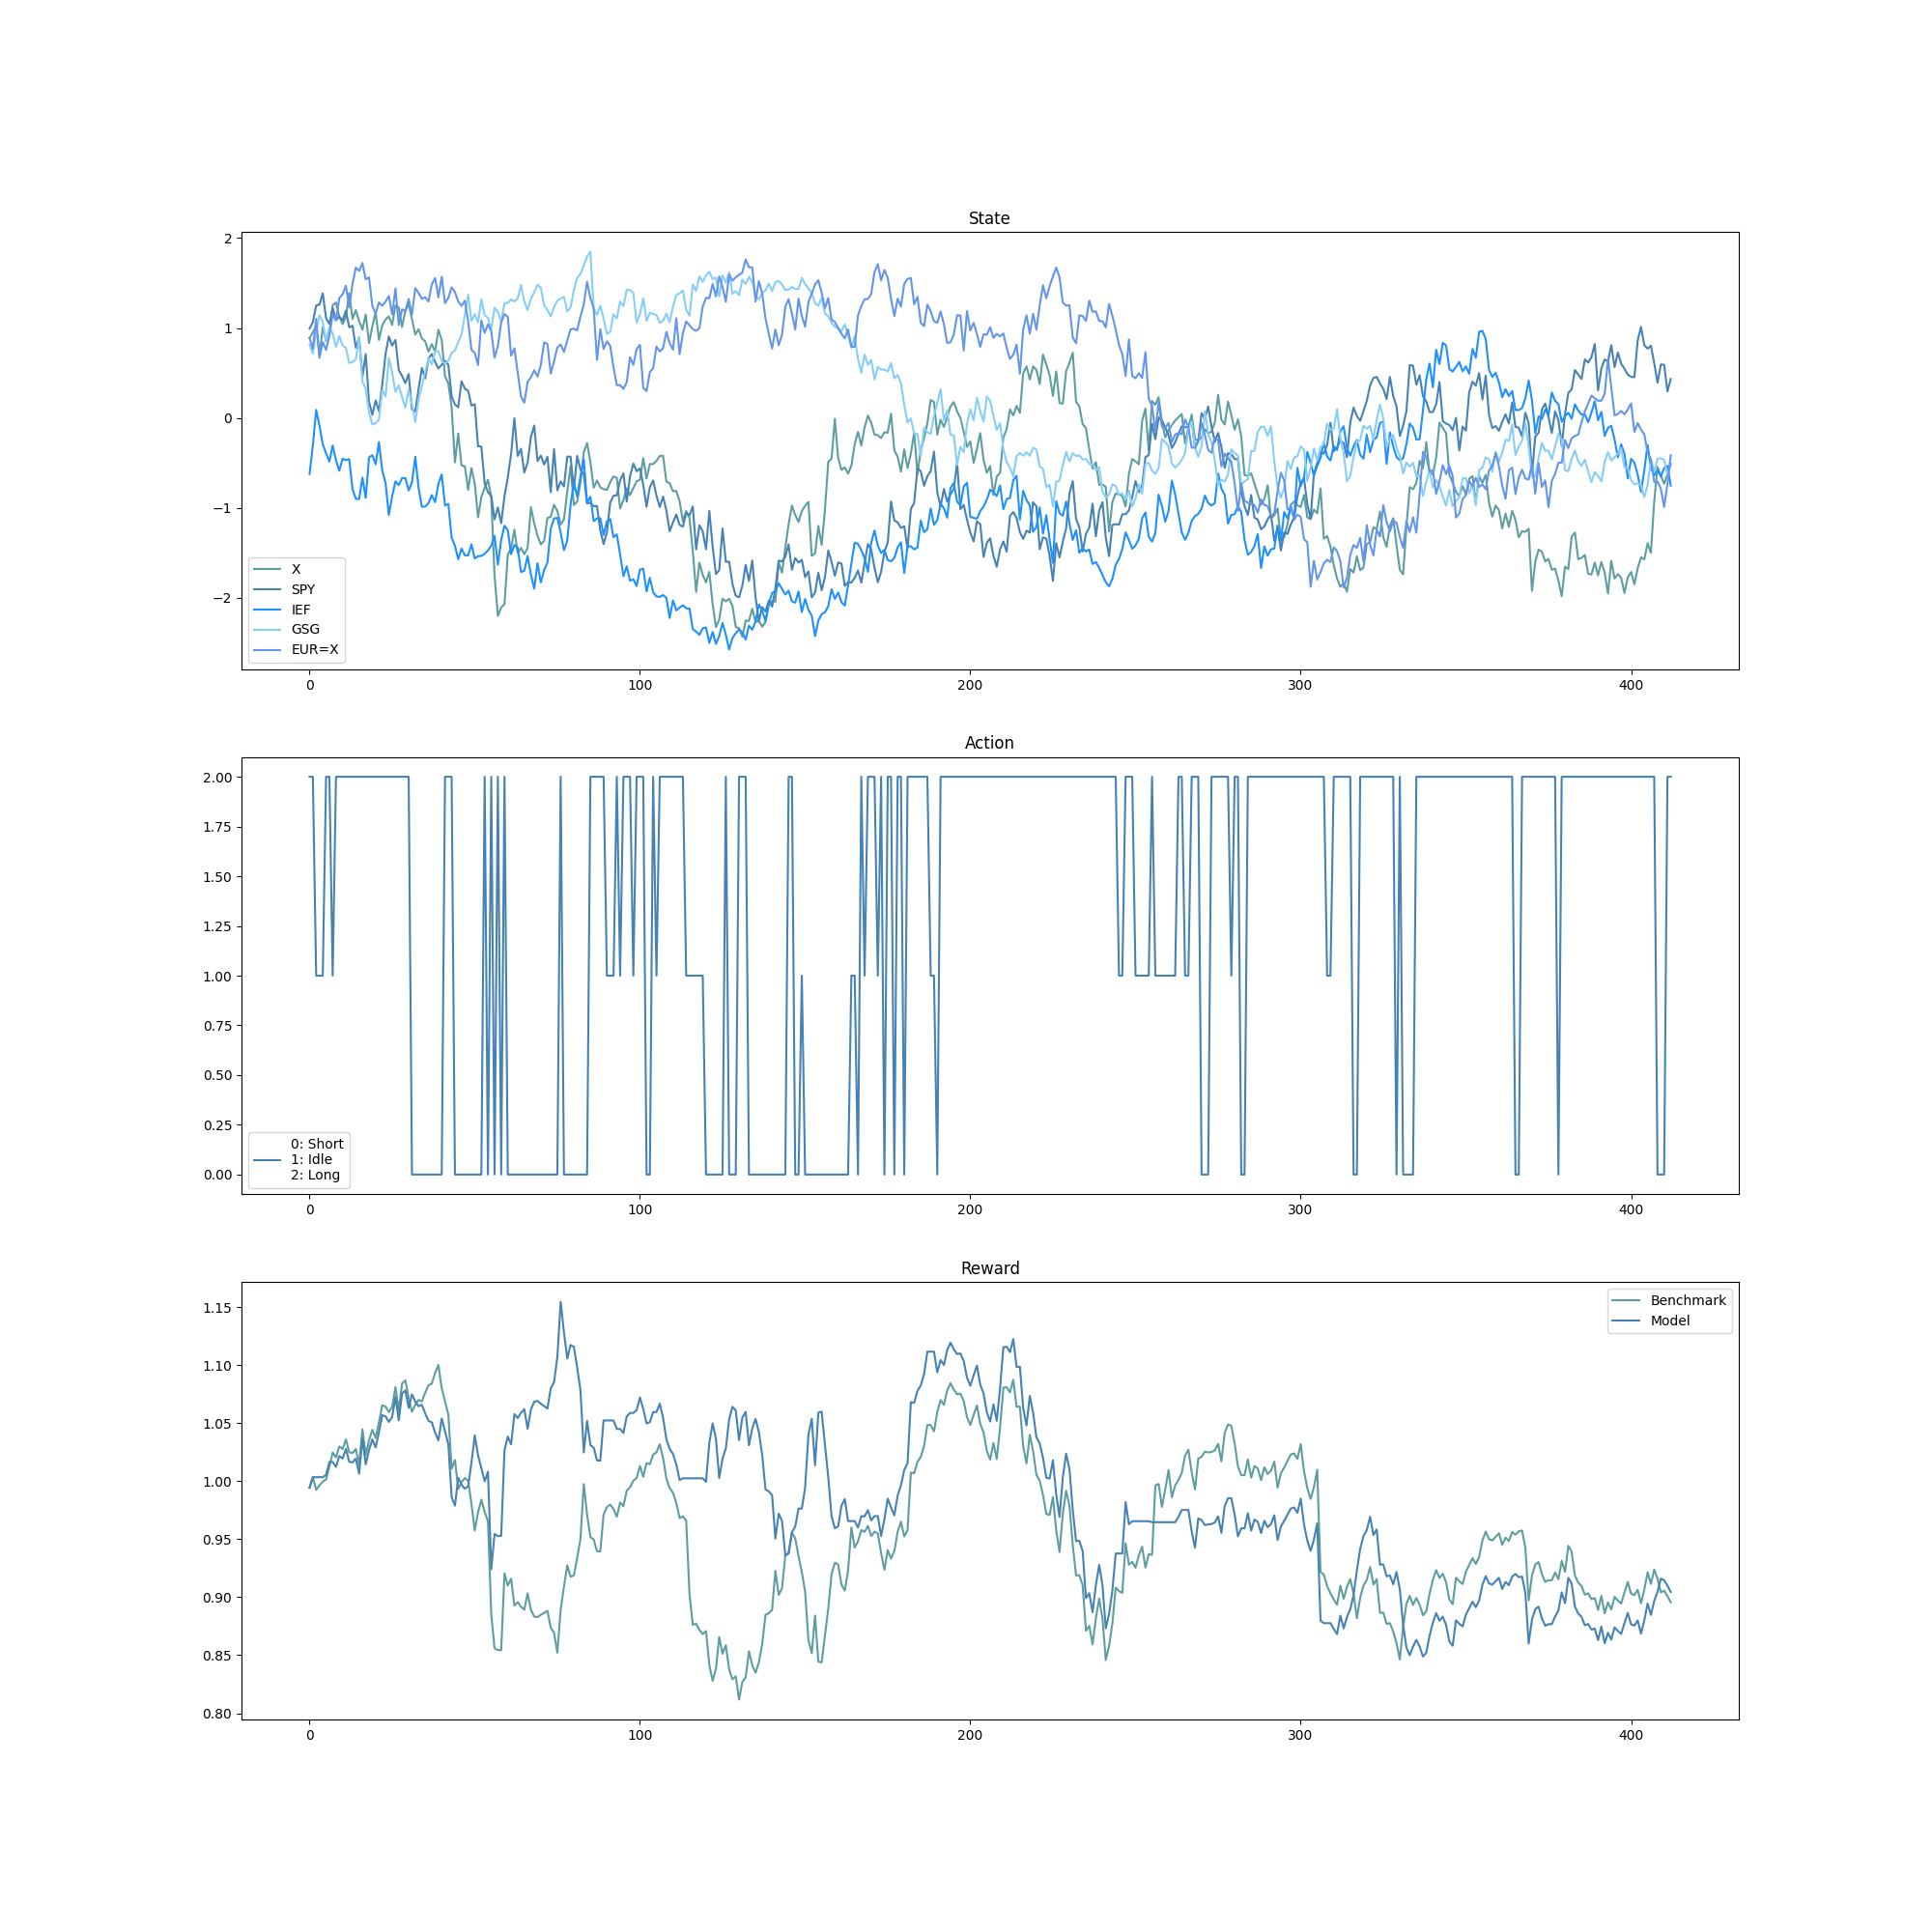 State
2
1
0
−1
−2
X
SPY
IEF
GSG
EUR=X
0 100 200 300 400
Action
2.00
1.75
1.50
1.25
1.00
0.75
0.50
0.25
0.00
0: Short
1: Idle
2: Long
0 100 200 300 400
Reward
1.15
1.10
1.05
1.00
0.95
0.90
0.85
0.80
Benchmark
Model
0 100 200 300 400